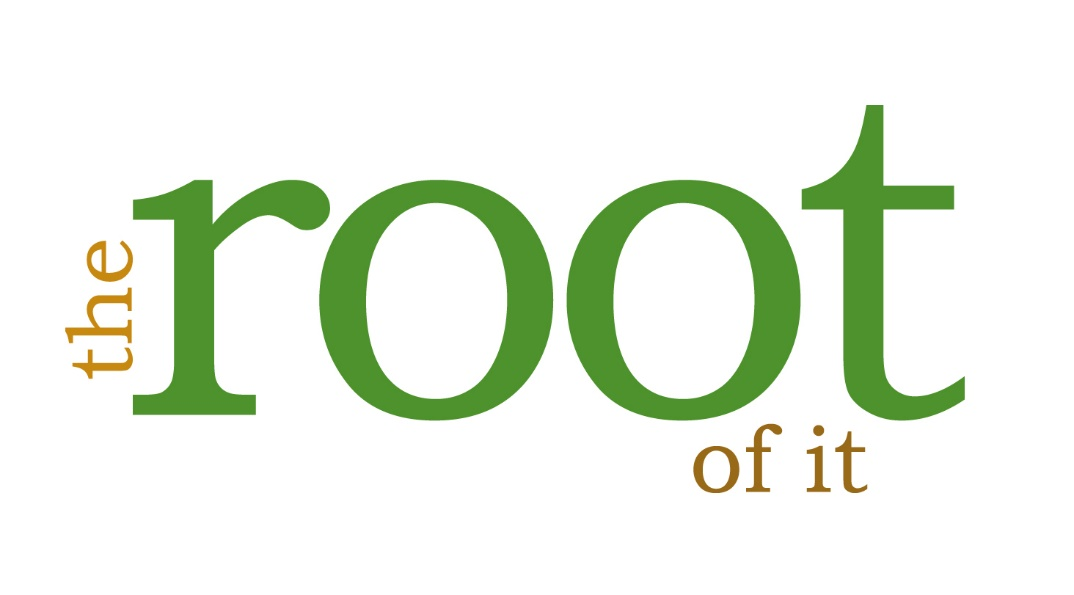 the
root
of it